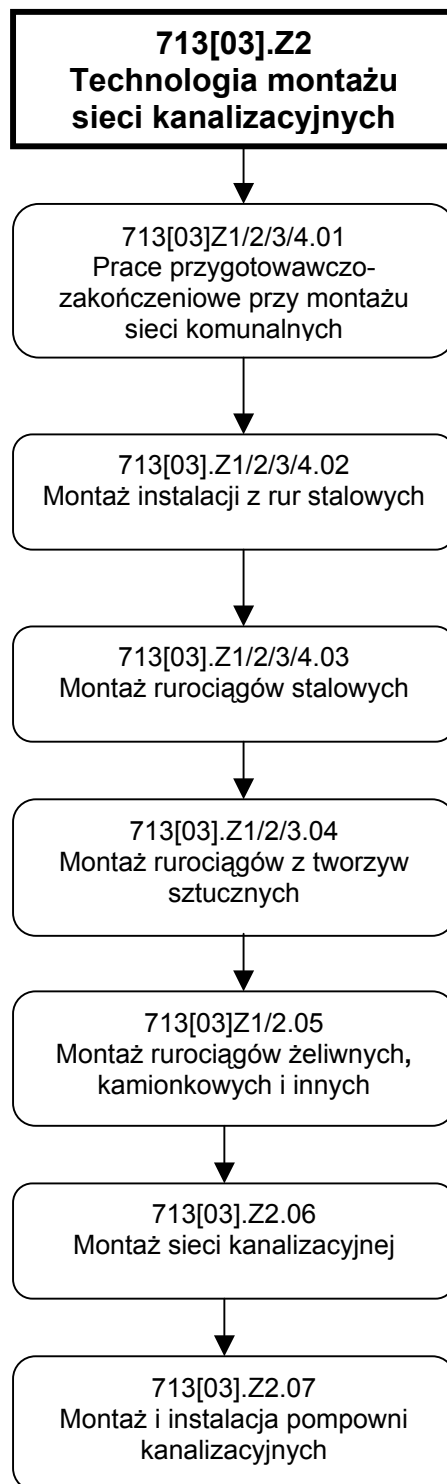 713[03].Z2
Technologia montażu
sieci kanalizacyjnych
713[03]Z1/2/3/4.01
Prace przygotowawczo-
zakończeniowe przy montażu
sieci komunalnych
713[03].Z1/2/3/4.02
Montaż instalacji z rur stalowych
713[03].Z1/2/3/4.03
Montaż rurociągów stalowych
713[03].Z1/2/3.04
Montaż rurociągów z tworzyw
sztucznych
713[03]Z1/2.05
Montaż rurociągów żeliwnych,
kamionkowych i innych
713[03].Z2.06
Montaż sieci kanalizacyjnej
713[03].Z2.07
Montaż i instalacja pompowni
kanalizacyjnych